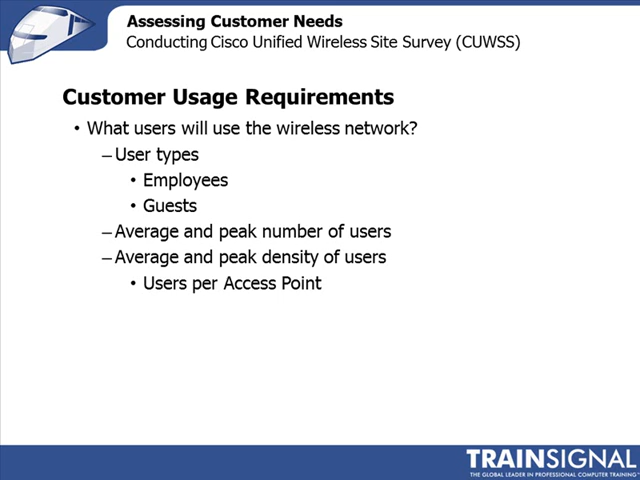 Assessing Customer Needs
Conducting Cisco Unified Wireless Site Survey (CUWSS)
Customer Usage Requirements
• What users will use the wireless network?
– User types
• Employees
• Guests
– Average and peak number of users
– Average and peak density of users
• Users per Access Point
TRAINSIGNAL
THE GLOBAL LEADER IN PROFESSIONAL COMPUTER TRAINING